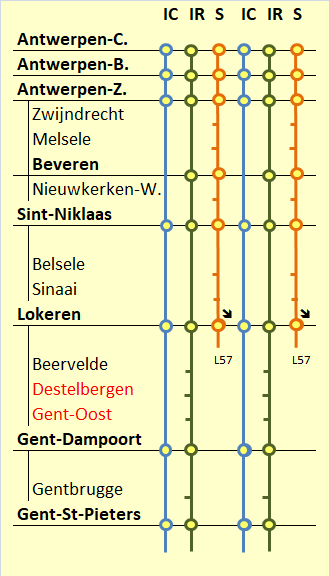 IC IR S IC IR S
Antwerpen-C.
Antwerpen-B.
Antwerpen-Z.
Zwijndrecht
Melsele
Beveren
Nieuwkerken-W.
Sint-Niklaas
Belsele
Sinaai
Lokeren
L57 L57
Beervelde
Destelbergen
Gent-Oost
Gent-Dampoort
Gentbrugge
Gent-St-Pieters